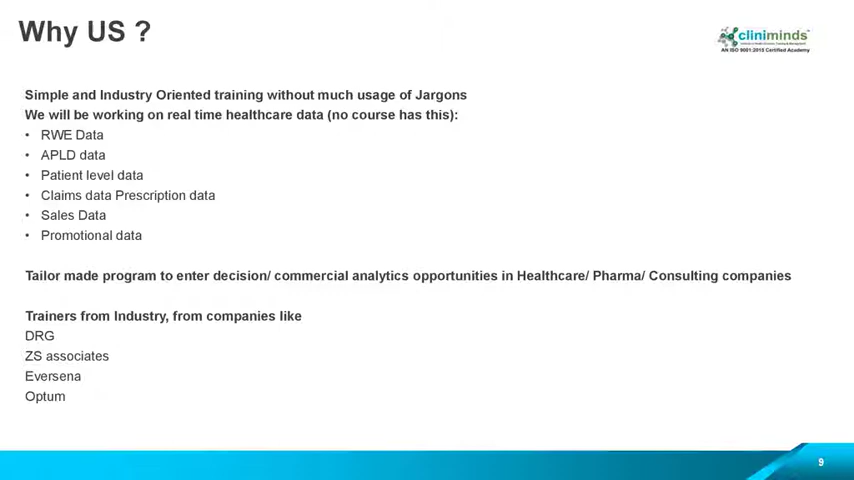 Why US ?
cliniminds
AN ISO 9001:2015 Certified Academy
Simple and Industry Oriented training without much usage of Jargons
We will be working on real time healthcare data (no course has this):
• RWE Data
• APLD data
• Patient level data
• Claims data Prescription data
• Sales Data
• Promotional data
Tailor made program to enter decision/ commercial analytics opportunities in Healthcare/ Pharma/ Consulting companies
Trainers from Industry, from companies like
DRG
ZS associates
Eversena
Optum
9